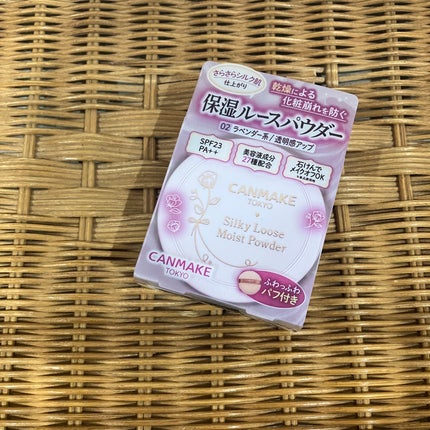 さらさらシルク肌
仕上がり
乾燥による
化粧崩れを防ぐ
保湿ルースパウダー
02 ラベンダー系/透明感アップ
SPF23
PA++
美容液成分
27種配合
石けんで
メイクオフOK
CANMAKE
TOKYO
Silky Loose
Moist Powder
CANMAKE
TOKYO
ふわっふわ
パフ付き